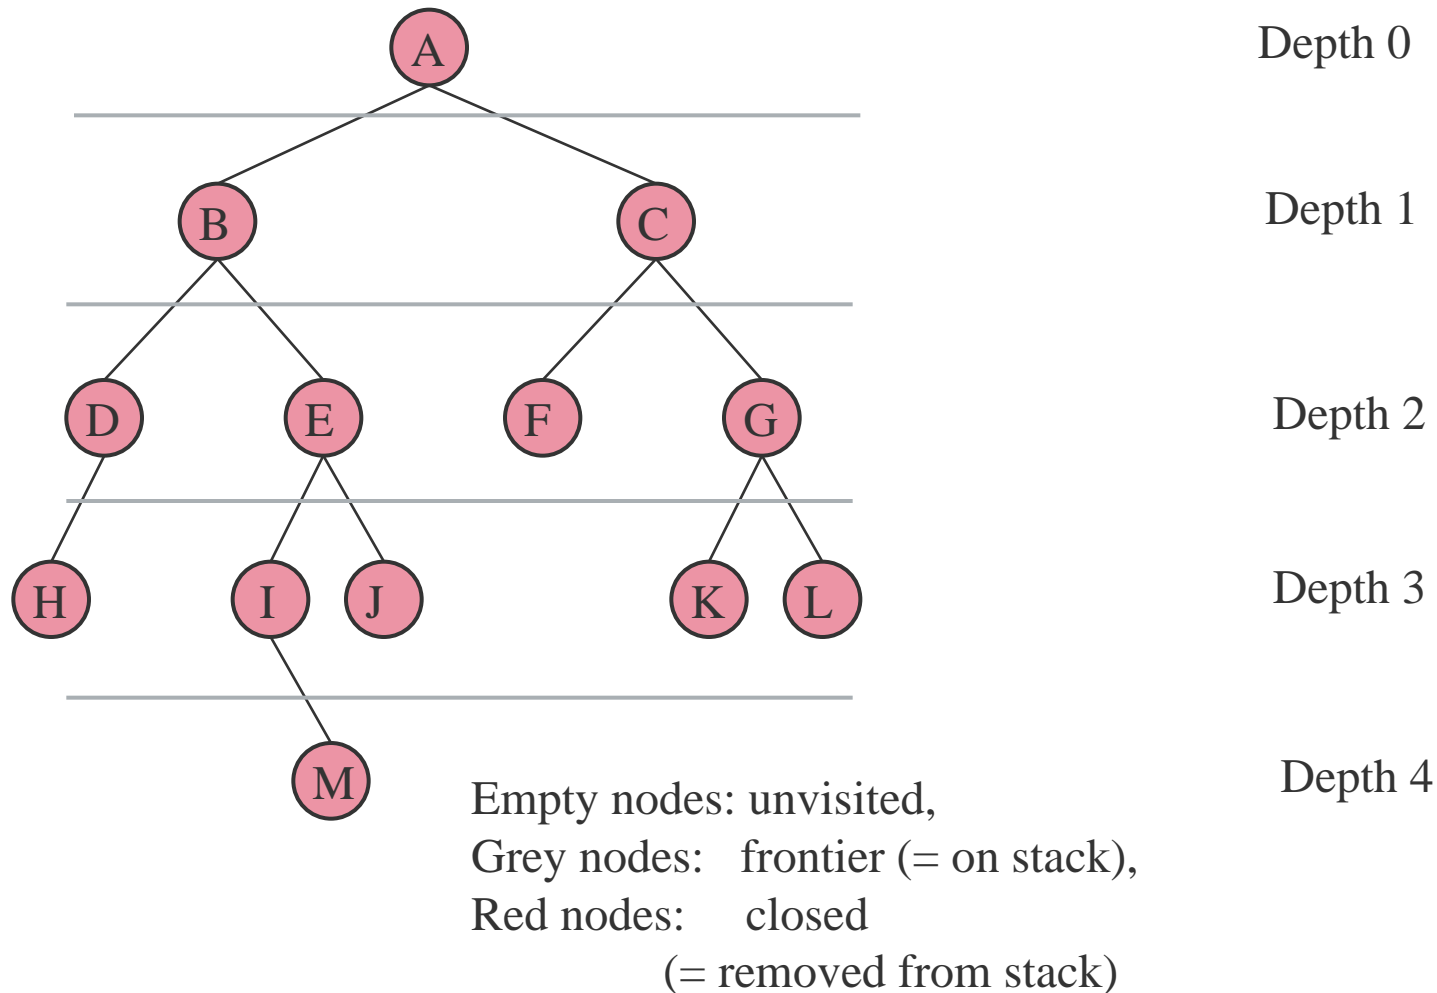 A
Depth 0
B
C
Depth 1
D
E
F
G
Depth 2
H
I
J
K
L
Depth 3
M
Depth 4
Empty nodes: unvisited,
Grey nodes: frontier (= on stack),
Red nodes: closed
(= removed from stack)